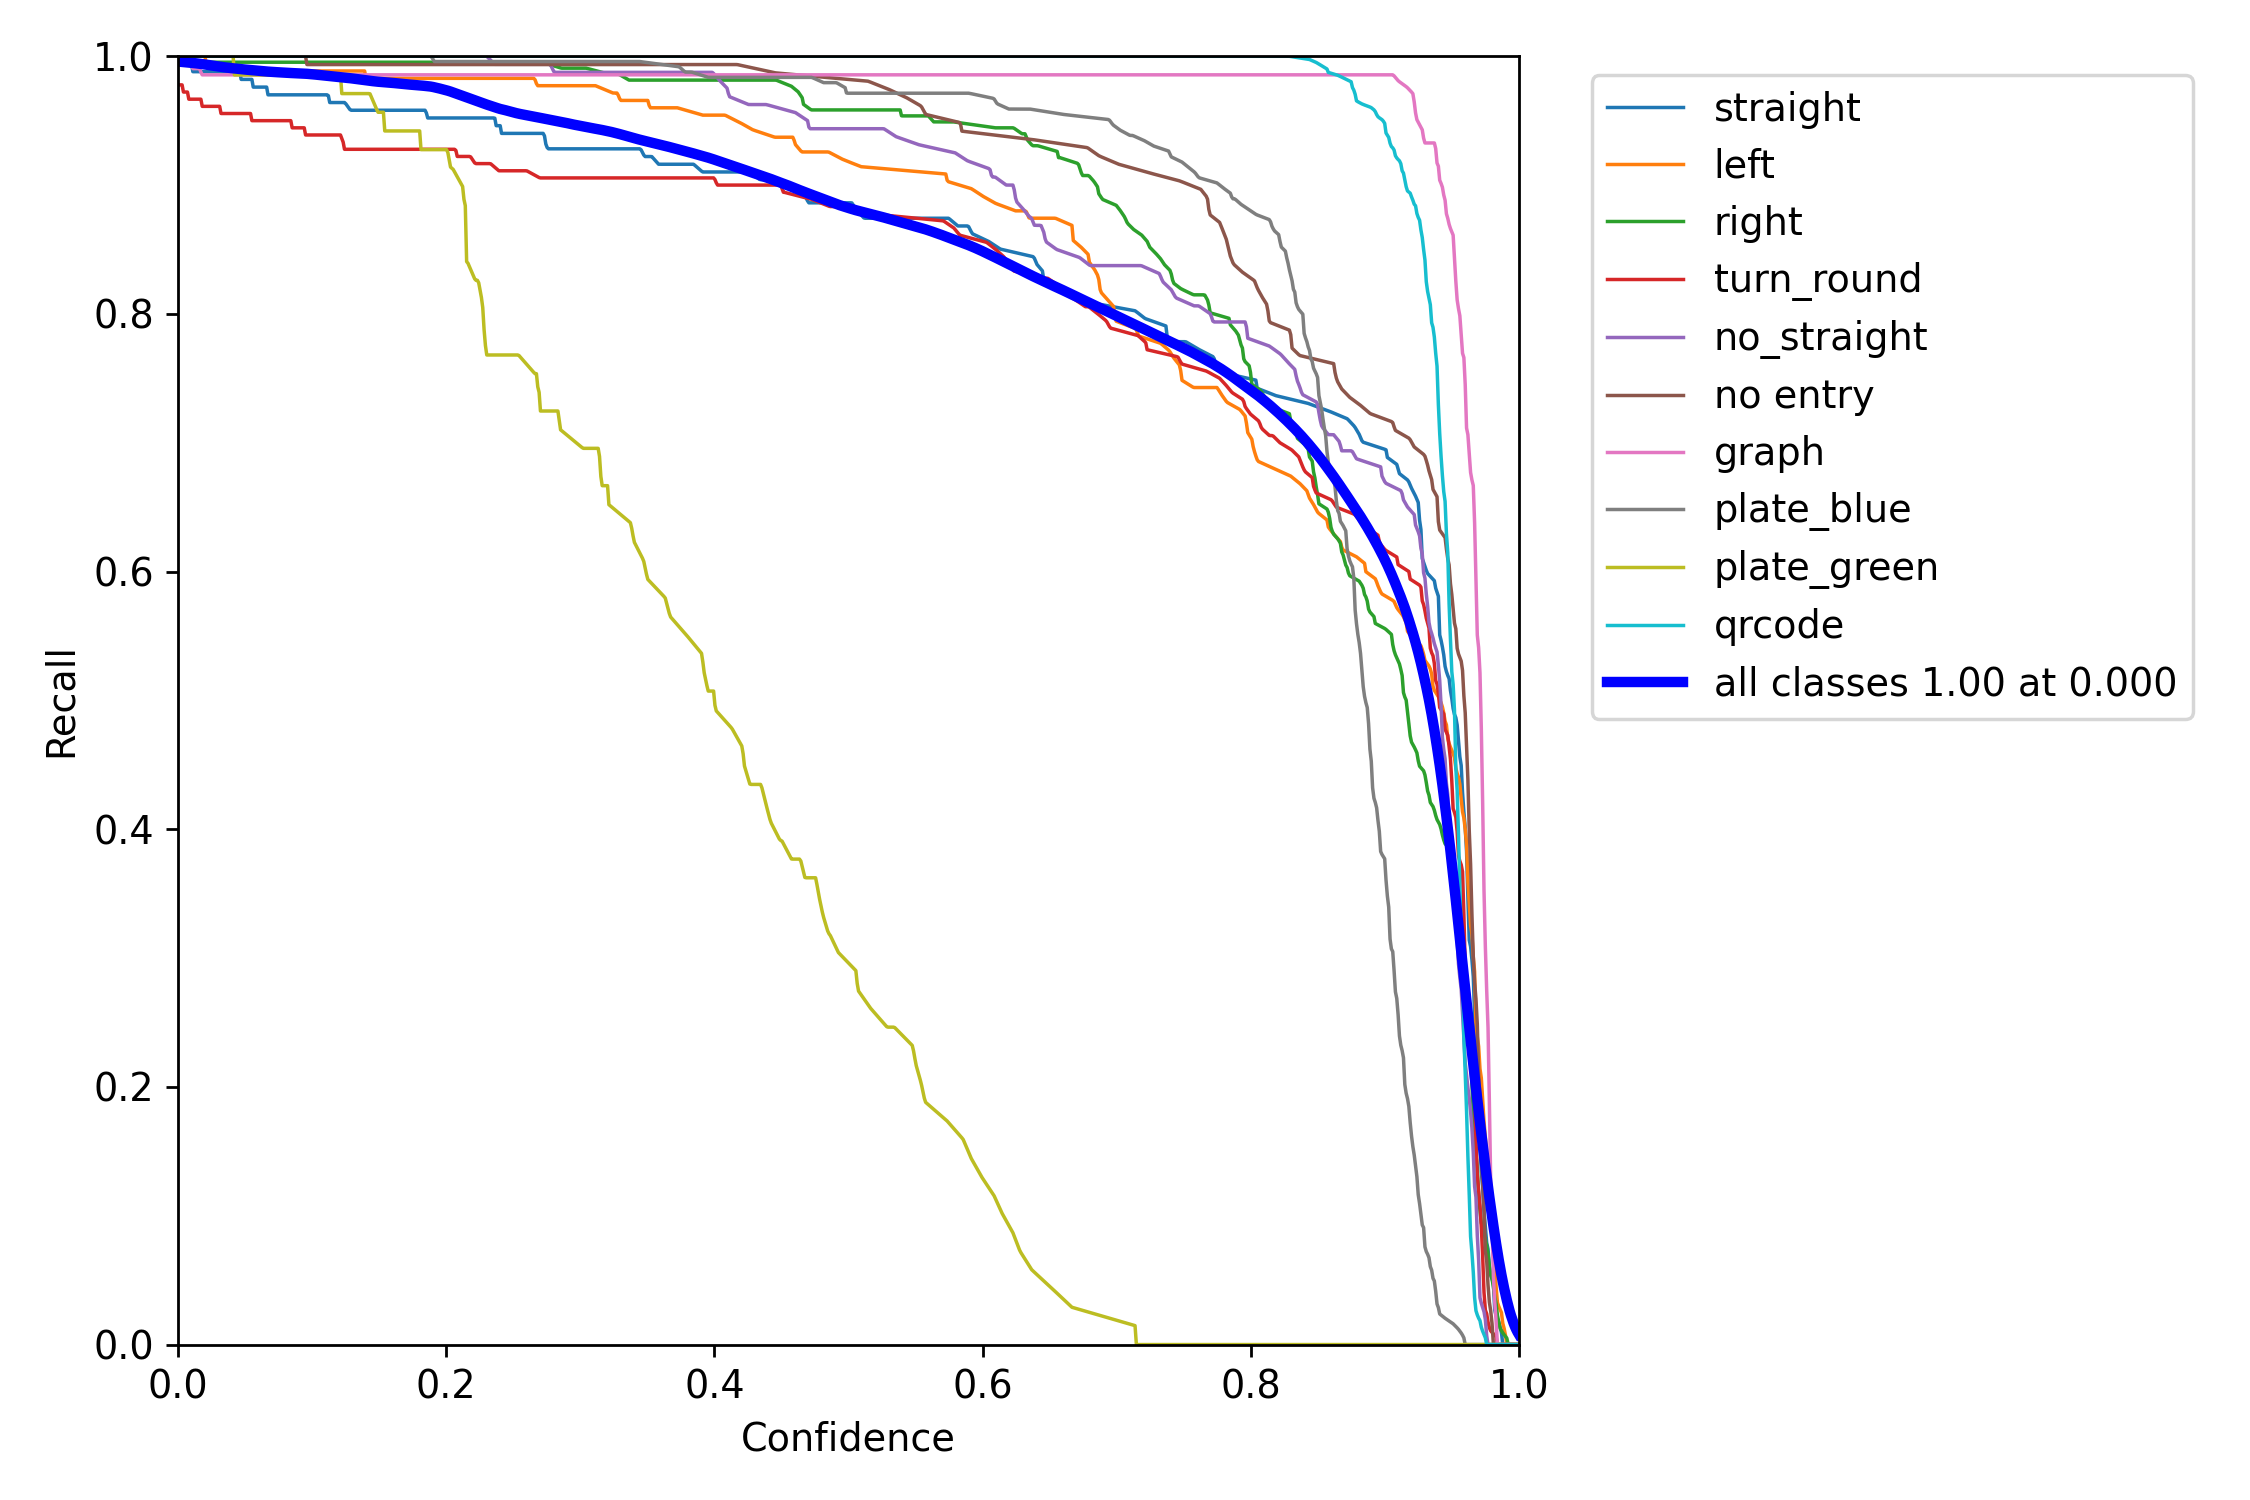 1.0
0.8
0.6
0.4
0.2
0.0
Recall
0.0 0.2 0.4 0.6 0.8 1.0
Confidence
straight
left
right
turn_round
no_straight
no entry
graph
plate_blue
plate_green
qrcode
all classes 1.00 at 0.000